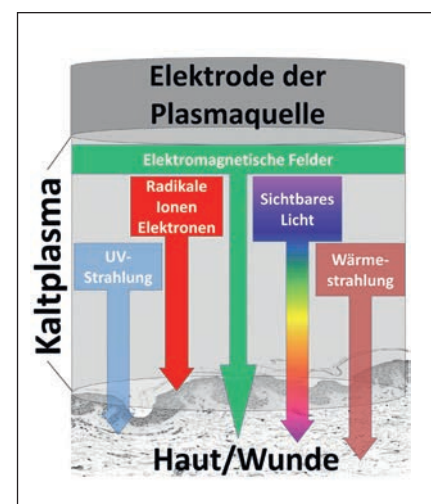 Elektrode der
Plasmaquelle
Elektromagnetische Felder
Radikale
Ionen
Elektronen
Sichtbares
Licht
UV-
Strahlung
Wärme-
strahlung
Kaltplasma
Haut/Wunde